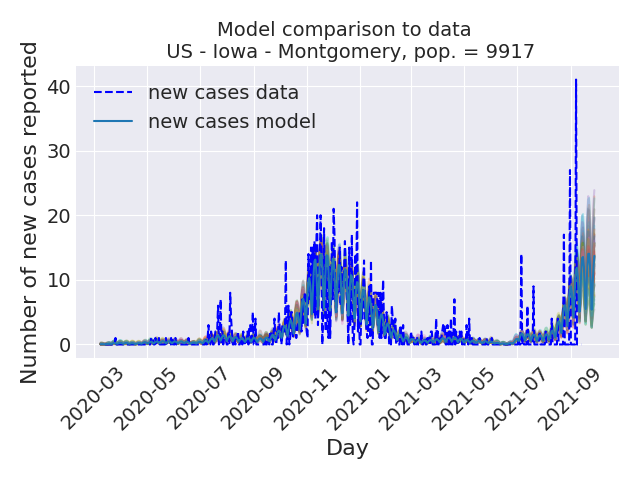 Model comparison to data
US - Iowa - Montgomery, pop. = 9917
Number of new cases reported
40
30
20
10
0
new cases data
new cases model
2020-03
2020-05
2020-07
2020-09
2020-11
2021-01
2021-03
2021-05
2021-07
2021-09
Day